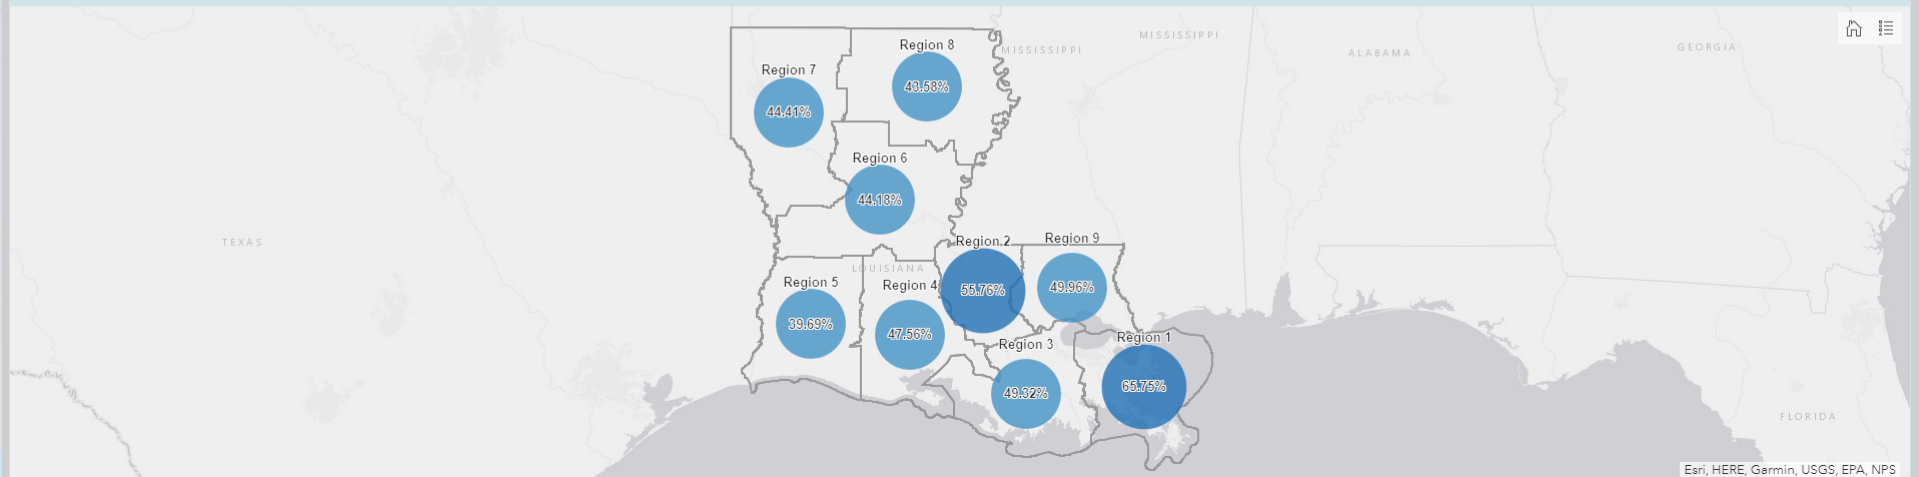 MISSISSIPPI
MISSISSIPPI
ALABAMA
GEORGIA
Region 8
43.58%
Region 7
44.41%
Region 6
44.18%
TEXAS
Region 2
55.76%
Region 9
49.96%
LOUISIANA
Region 5
39.69%
Region 4
47.56%
Region 3
49.32%
Region 1
65.75%
FLORIDA
Esri, HERE, Garmin, USGS, EPA, NPS